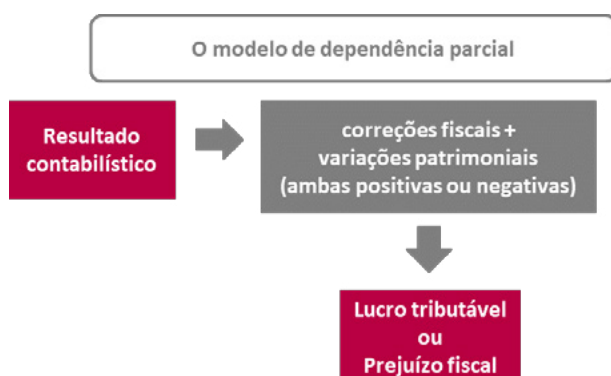 O modelo de dependência parcial
Resultado
contabilístico
correções fiscais +
variações patrimoniais
(ambas positivas ou negativas)
Lucro tributável
ou
Prejuízo fiscal